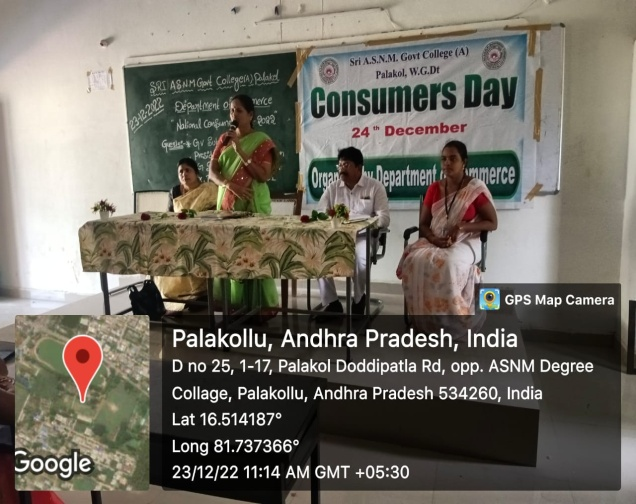 SRI ASNM Govt College(A) Palakol
23-12-2022
Department of Commerce
"National Consum 2022
Guests:- G.V
Sri A.S.N.M. Govt College (A)
Palakol, W.G.Dt
Consumers Day
24th December
Organ by Department of Commerce
GPS Map Camera
Palakollu, Andhra Pradesh, India
D no 25, 1-17, Palakol Doddipatla Rd, opp. ASNM Degree
Collage, Palakollu, Andhra Pradesh 534260, India
Lat 16.514187°
Long 81.737366°
23/12/22 11:14 AM GMT +05:30
Google